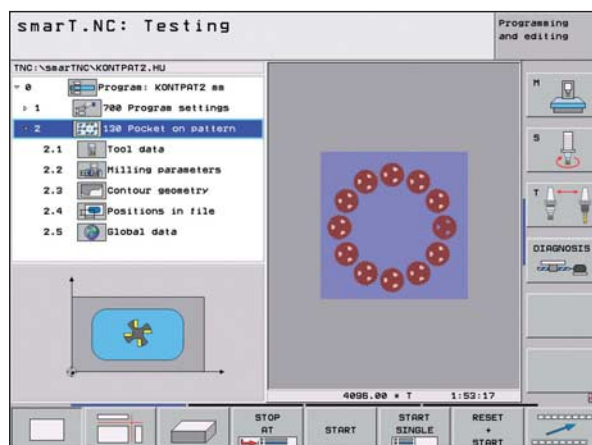 smarT.NC: Testing
Programming and editing
TNC:\smarTNC\KONTPAT2.HU
0 Program: KONTPAT2 mm
1 700 Program settings
2 130 Pocket on pattern
2.1 Tool data
2.2 Milling parameters
2.3 Contour geometry
2.4 Positions in file
2.5 Global data
M
S
T
DIAGNOSIS
4096.00 * T 1:53:17
STOP AT
START
START SINGLE
RESET + START